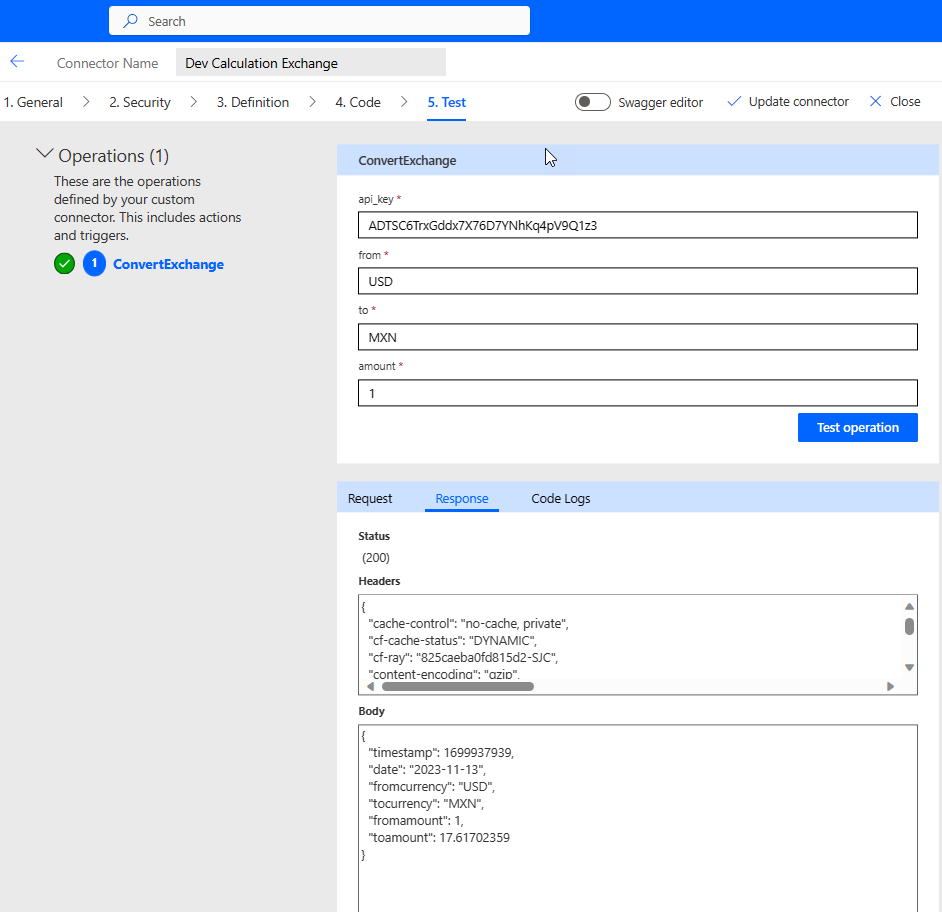 Search
Connector Name
Dev Calculation Exchange
1. General
2. Security
3. Definition
4. Code
5. Test
Swagger editor
Update connector
Close
Operations (1)
These are the operations
defined by your custom
connector. This includes actions
and triggers.
1
ConvertExchange
ConvertExchange
api_key *
ADTSC6TrxGddx7X76D7YNhKq4pV9Q1z3
from *
USD
to *
MXN
amount *
1
Test operation
Request
Response
Code Logs
Status
(200)
Headers
{
"cache-control": "no-cache, private",
"cf-cache-status": "DYNAMIC",
"cf-ray": "825caeba0fd815d2-SJC",
"content-encoding": "gzip",
Body
{
"timestamp": 1699937939,
"date": "2023-11-13",
"fromcurrency": "USD",
"tocurrency": "MXN",
"fromamount": 1,
"toamount": 17.61702359
}